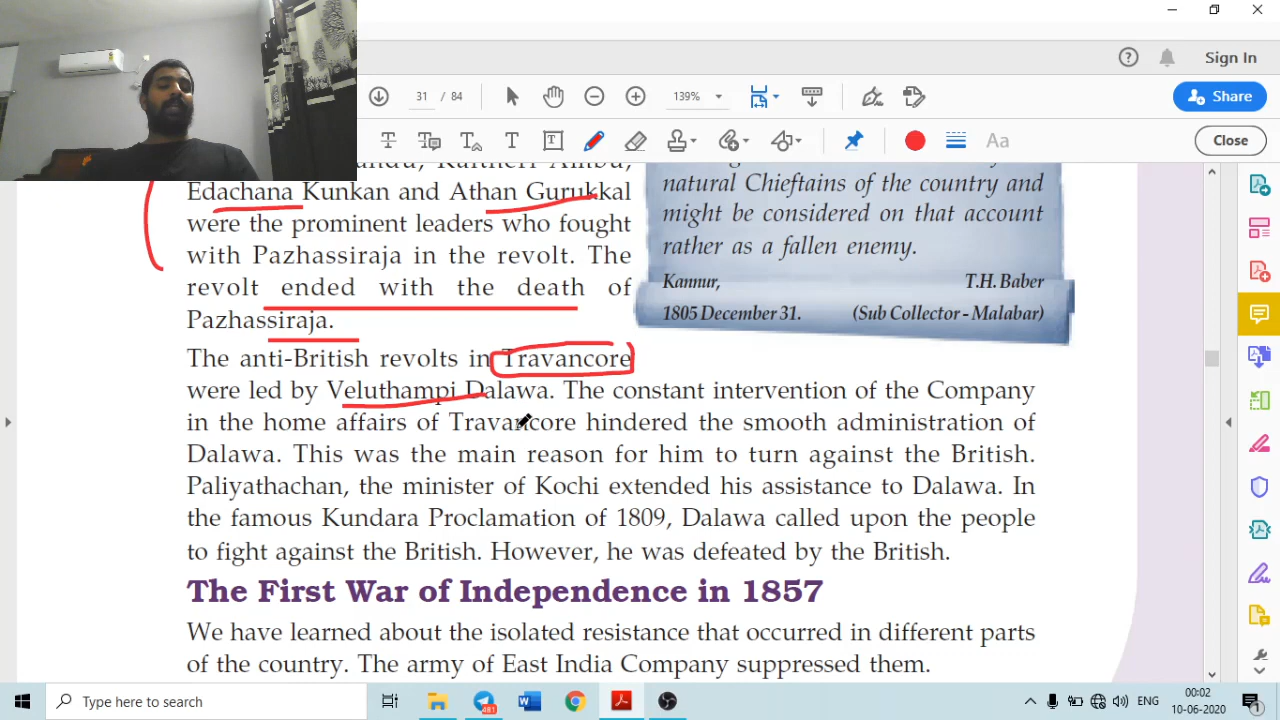 Sign In
31 / 84
139%
Share
T
T
T
T
T
Aa
Close
Edachana Kunkan and Athan Gurukkal
were the prominent leaders who fought
with Pazhassiraja in the revolt. The
revolt ended with the death of
Pazhassiraja.
natural Chieftains of the country and
might be considered on that account
rather as a fallen enemy.
Kannur, T.H. Baber
1805 December 31. (Sub Collector - Malabar)
The anti-British revolts in Travancore
were led by Veluthampi Dalawa. The constant intervention of the Company
in the home affairs of Travancore hindered the smooth administration of
Dalawa. This was the main reason for him to turn against the British.
Paliyathachan, the minister of Kochi extended his assistance to Dalawa. In
the famous Kundara Proclamation of 1809, Dalawa called upon the people
to fight against the British. However, he was defeated by the British.
The First War of Independence in 1857
We have learned about the isolated resistance that occurred in different parts
of the country. The army of East India Company suppressed them.
Type here to search
481
W
ENG
00:02
10-06-2020
1